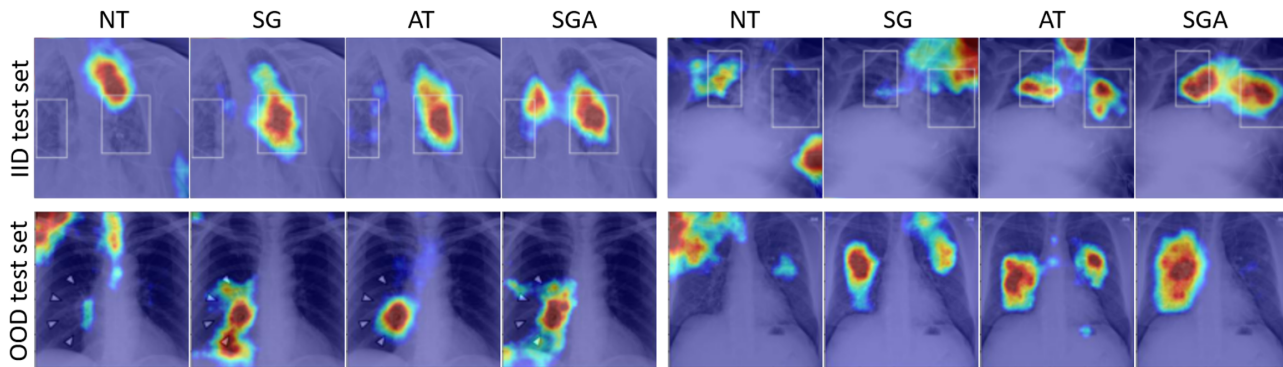 NT SG AT SGA NT SG AT SGA
IID test set
OOD test set